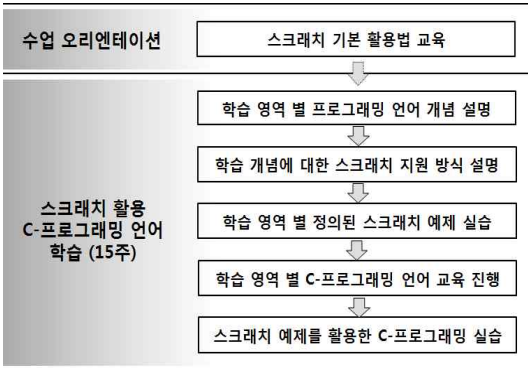 수업 오리엔테이션
스크래치 기본 활용법 교육
학습 영역 별 프로그래밍 언어 개념 설명
학습 개념에 대한 스크래치 지원 방식 설명
스크래치 활용
C-프로그래밍 언어
학습 (15주)
학습 영역 별 정의된 스크래치 예제 실습
학습 영역 별 C-프로그래밍 언어 교육 진행
스크래치 예제를 활용한 C-프로그래밍 실습